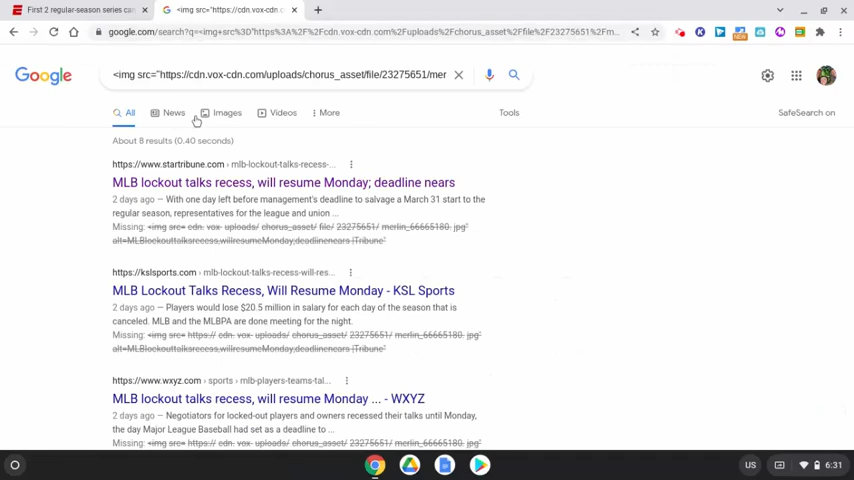 First 2 regular-season series can
<img src="https://cdn.vox-cdn.co
google.com/search?q=<img+src%3D"https%3A%2F%2Fcdn.vox-cdn.com%2Fuploads%2Fchorus_asset%2Ffile%2F23275651%2Fm...
NEW
Google
<img src="https://cdn.vox-cdn.com/uploads/chorus_asset/file/23275651/mer
All
News
Images
Videos
More
Tools
SafeSearch on
About 8 results (0.40 seconds)
https://www.startribune.com › mlb-lockout-talks-recess-...
MLB lockout talks recess, will resume Monday; deadline nears
2 days ago — With one day left before management's deadline to salvage a March 31 start to the
regular season, representatives for the league and union ...
Missing: <img src= cdn. vox- uploads/ chorus_asset/ file/ 23275651/ merlin_66665180. jpg"
alt=MLBlockouttalksrecess,willresumeMonday;deadlinenears |Tribune"
https://kslsports.com › mlb-lockout-talks-recess-will-res...
MLB Lockout Talks Recess, Will Resume Monday - KSL Sports
2 days ago — Players would lose $20.5 million in salary for each day of the season that is
canceled. MLB and the MLBPA are done meeting for the night.
Missing: <img src= https:// cdn. vox- uploads/ chorus_asset/ 23275651/ merlin_66665180. jpg"
alt=MLBlockouttalksrecess,willresumeMonday;deadlinenears |Tribune"
https://www.wxyz.com › sports › mlb-players-teams-tal...
MLB lockout talks recess, will resume Monday ... - WXYZ
2 days ago — Negotiators for locked-out players and owners recessed their talks until Monday,
the day Major League Baseball had set as a deadline to ...
Missing: <img src= https:// cdn. vox- uploads/ chorus_asset/ 23275651/ merlin_66665180. jpg"
US
6:31